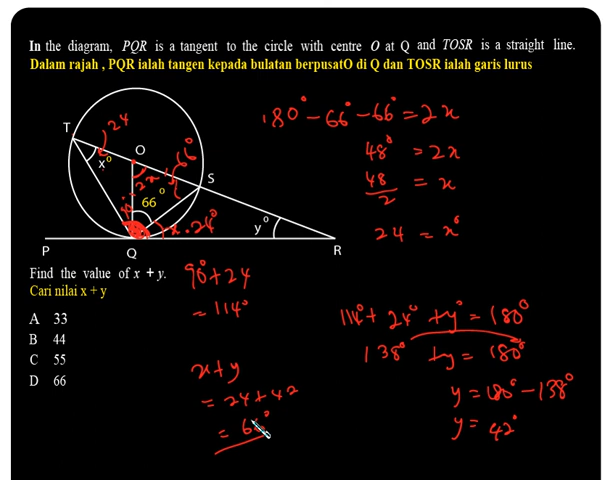 In the diagram, PQR is a tangent to the circle with centre O at Q and TOSR is a straight line.
Dalam rajah , PQR ialah tangen kepada bulatan berpusatO di Q dan TOSR ialah garis lurus
T
24
O
66°
x°
2x
S
66°
x = 24°
y°
P
Q
R
180° - 66° - 66° = 2x
48° = 2x
48/2 = x
24 = x°
Find the value of x + y.
Cari nilai x + y
A 33
B 44
C 55
D 66
90° + 24
= 114°
x + y
= 24 + 42
= 66°
114° + 24° + y° = 180°
138° + y = 180°
y = 180° - 138°
y = 42°